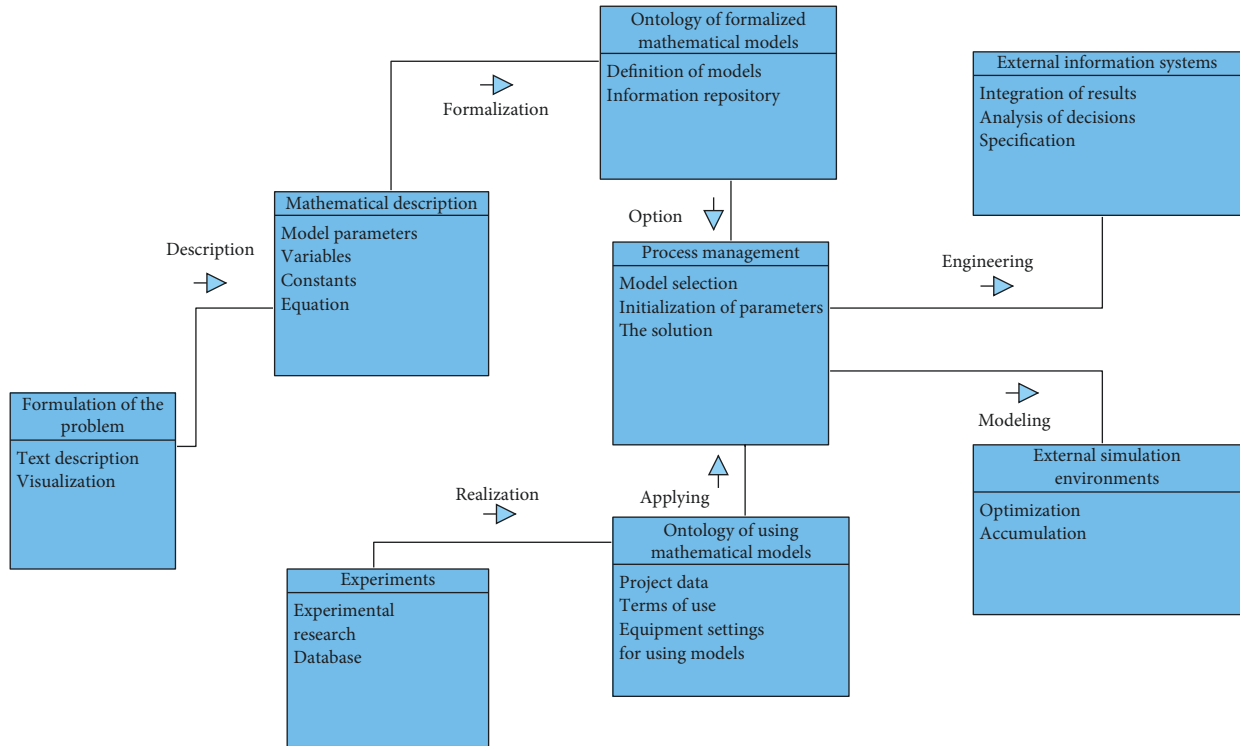 Ontology of formalized
mathematical models
Definition of models
Information repository
External information systems
Integration of results
Analysis of decisions
Specification
Formalization
Mathematical description
Model parameters
Variables
Constants
Equation
Option
Description
Process management
Model selection
Initialization of parameters
The solution
Engineering
Modeling
Formulation of the
problem
Text description
Visualization
External simulation
environments
Optimization
Accumulation
Realization
Applying
Ontology of using
mathematical models
Project data
Terms of use
Equipment settings
for using models
Experiments
Experimental
research
Database